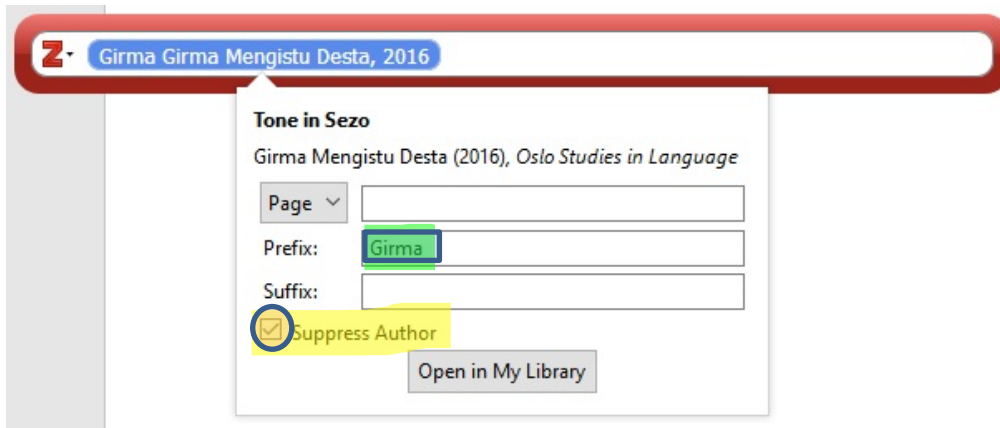 Z Girma Girma Mengistu Desta, 2016
Tone in Sezo
Girma Mengistu Desta (2016), Oslo Studies in Language
Page
Prefix: Girma
Suffix:
Suppress Author
Open in My Library